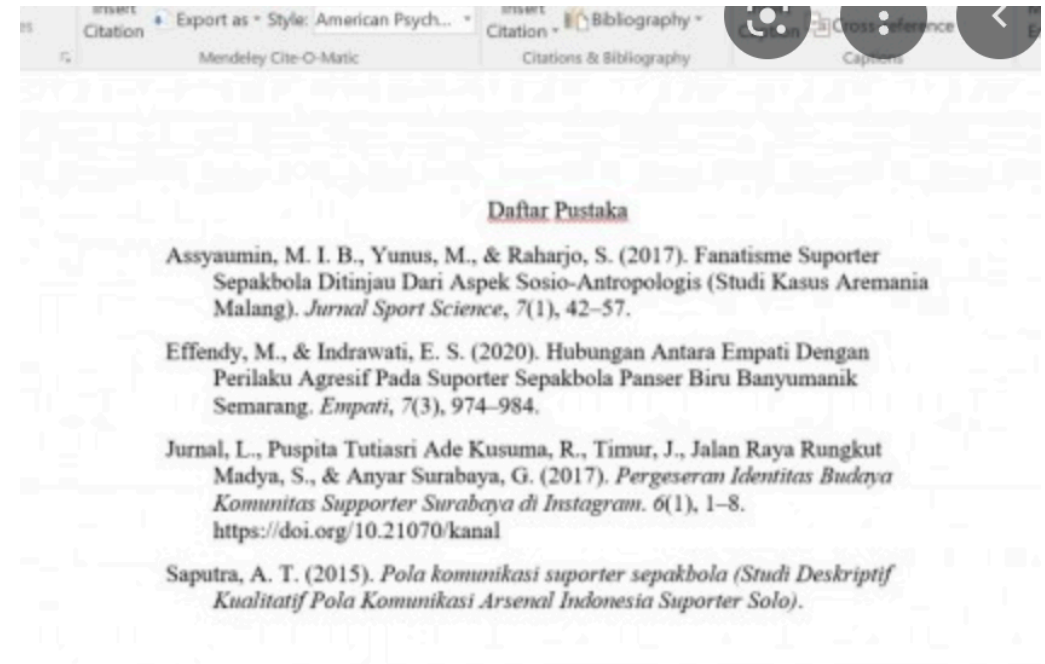 Citation
Export as
Style: American Psych...
Citation
Bibliography
Cross-reference
Mendeley Cite-O-Matic
Citations & Bibliography
Captions
Daftar Pustaka
Assyaumin, M. I. B., Yunus, M., & Raharjo, S. (2017). Fanatisme Suporter
Sepakbola Ditinjau Dari Aspek Sosio-Antropologis (Studi Kasus Aremania
Malang). Jurnal Sport Science, 7(1), 42–57.
Effendy, M., & Indrawati, E. S. (2020). Hubungan Antara Empati Dengan
Perilaku Agresif Pada Suporter Sepakbola Panser Biru Banyumanik
Semarang. Empati, 7(3), 974–984.
Jurnal, L., Puspita Tutiasri Ade Kusuma, R., Timur, J., Jalan Raya Rungkut
Madya, S., & Anyar Surabaya, G. (2017). Pergeseran Identitas Budaya
Komunitas Supporter Surabaya di Instagram. 6(1), 1–8.
https://doi.org/10.21070/kanal
Saputra, A. T. (2015). Pola komunikasi suporter sepakbola (Studi Deskriptif
Kualitatif Pola Komunikasi Arsenal Indonesia Suporter Solo).